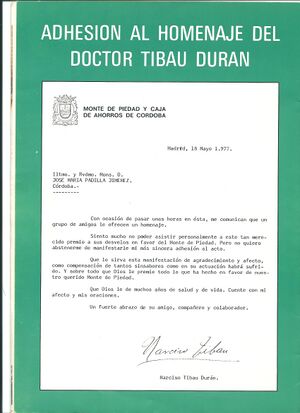 ADHESION AL HOMENAJE DEL
DOCTOR TIBAU DURAN
MONTE DE PIEDAD Y CAJA
DE AHORROS DE CORDOBA
Madrid, 18 Mayo 1.977.
Iltmo. y Rvdmo. Mons. D.
JOSE MARIA PADILLA JIMENEZ,
Córdoba.-
---------
Con ocasión de pasar unas horas en ésta, me comunican que un
grupo de amigos le ofrecen un homenaje.
Siento mucho no poder asistir personalmente a este tan mere-
cido premio a sus desvelos en favor del Monte de Piedad. Pero no quiero
abstenerme de manifestarle mi más sincera adhesión al acto.
Que le sirva esta manifestación de agradecimiento y afecto,
como compensación de tantos sinsabores como en su actuación habrá sufri-
do. Y sobre todo que Dios le premie todo lo que ha hecho en favor de nues-
tro querido Monte de Piedad.
Que Dios le de muchos años de salud y de vida. Cuente con mi
afecto y mis oraciones.
Un fuerte abrazo de su amigo, compañero y colaborador.
Narciso Tibau
Narciso Tibau Durán.